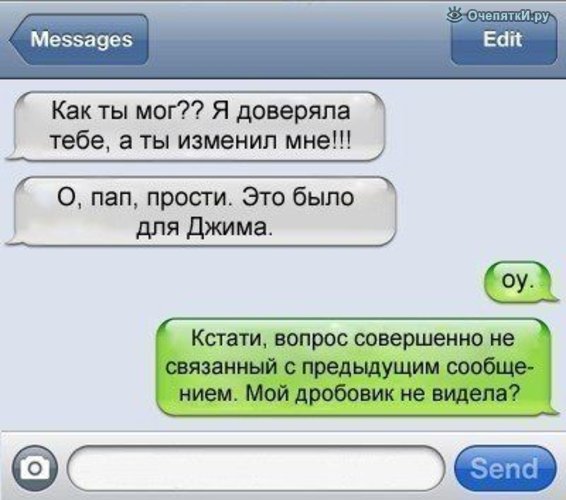 ОчепяткИ.ру
Messages
Edit
Как ты мог?? Я доверяла
тебе, а ты изменил мне!!!
О, пап, прости. Это было
для Джима.
оу.
Кстати, вопрос совершенно не
связанный с предыдущим сообще-
нием. Мой дробовик не видела?
Send